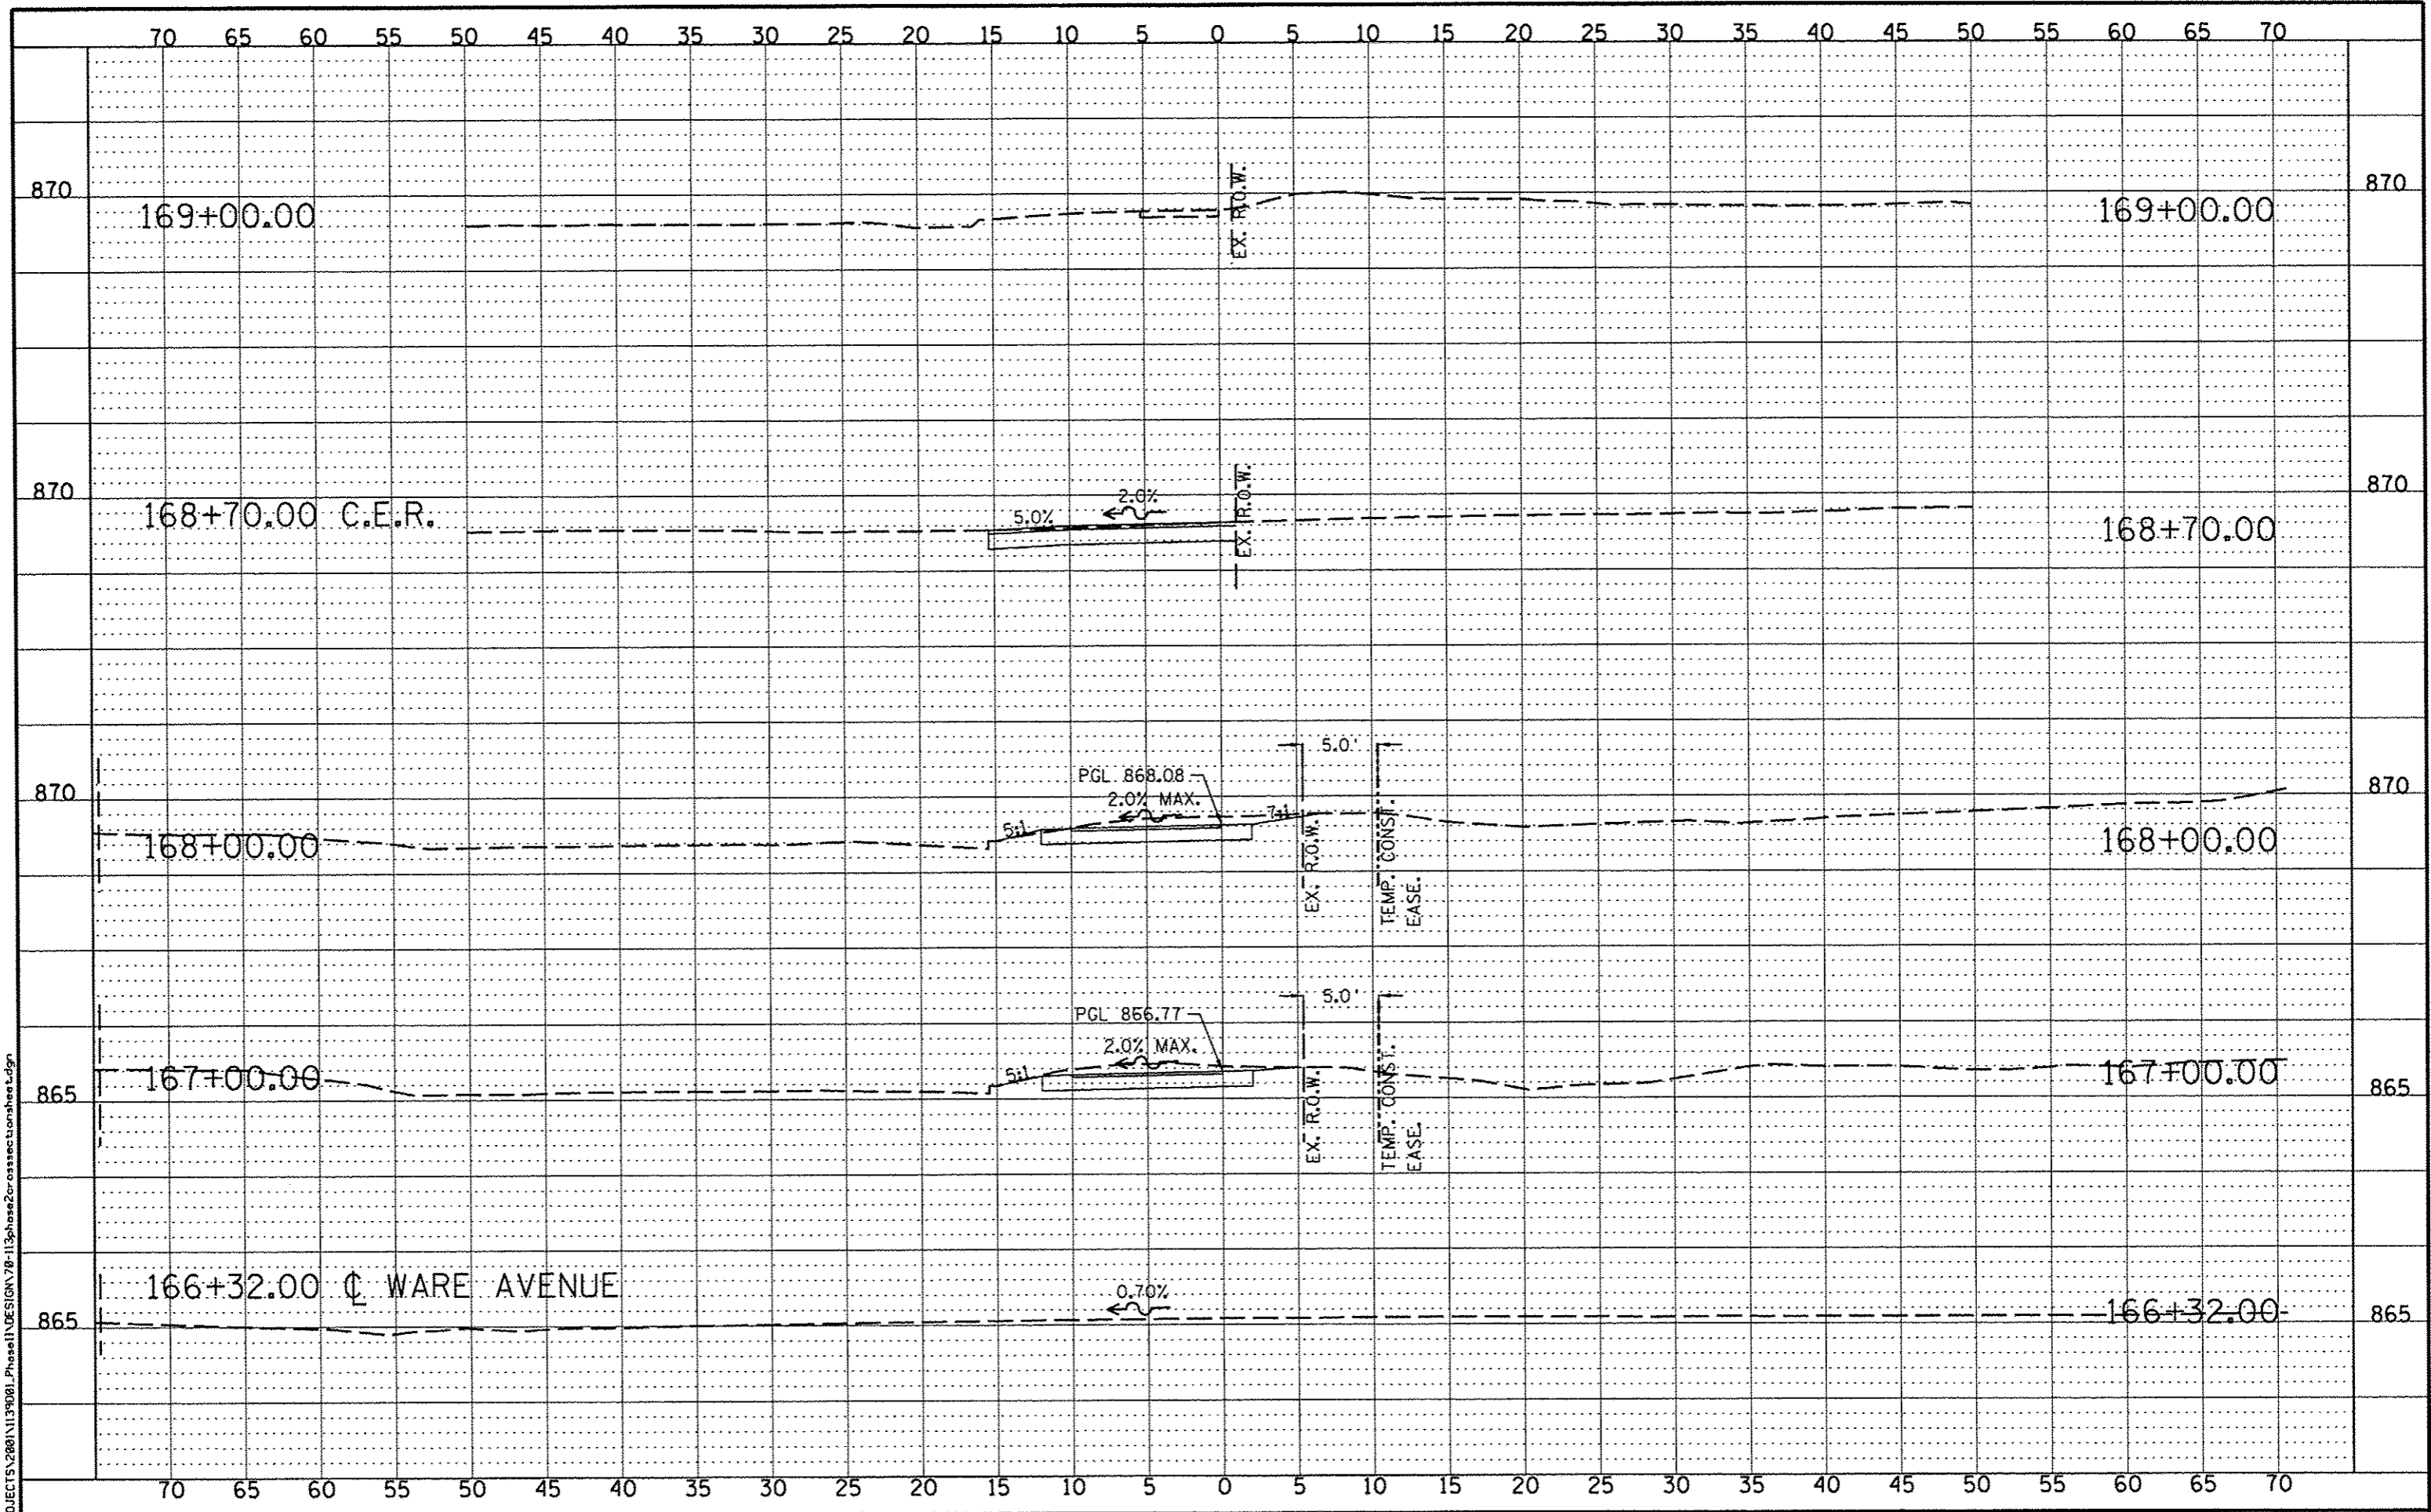 70 65 60 55 50 45 40 35 30 25 20 15 10 5 0 5 10 15 20 25 30 35 40 45 50 55 60 65 70
EX. R.O.W.
870 870
169+00.00 169+00.00
EX. R.O.W.
870 870
2.0%
168+70.00 C.E.R. 5.0% 168+70.00
5.0'
PGL 868.08
870 2.0% MAX. 870
7:1
5:1
168+00.00 168+00.00
EX. R.O.W.
TEMP. CONST.
EASE.
5.0'
PGL 866.77
2.0% MAX.
5:1
167+00.00 167+00.00
865 865
EX. R.O.W.
TEMP. CONST.
EASE.
166+32.00 ℄ WARE AVENUE
0.70%
865 166+32.00 865
70 65 60 55 50 45 40 35 30 25 20 15 10 5 0 5 10 15 20 25 30 35 40 45 50 55 60 65 70
OJECTS\2001\1139001_PhaseII\DESIGN\70-113phase2crosssectionsheet.dgn